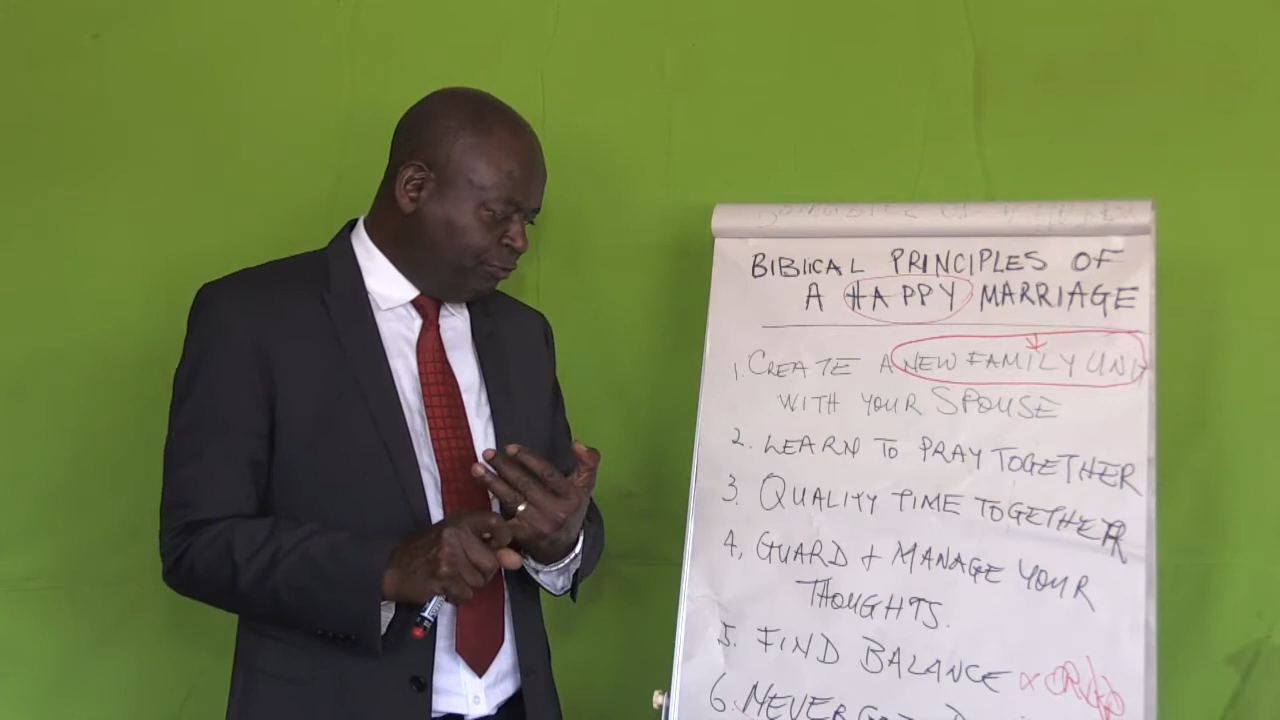 BIBLICAL PRINCIPLES OF
A HAPPY MARRIAGE
1. CREATE A NEW FAMILY UNIT
WITH YOUR SPOUSE
2. LEARN TO PRAY TOGETHER
3. QUALITY TIME TOGETHER
4, GUARD + MANAGE YOUR
THOUGHTS.
5. FIND BALANCE
6. NEVER